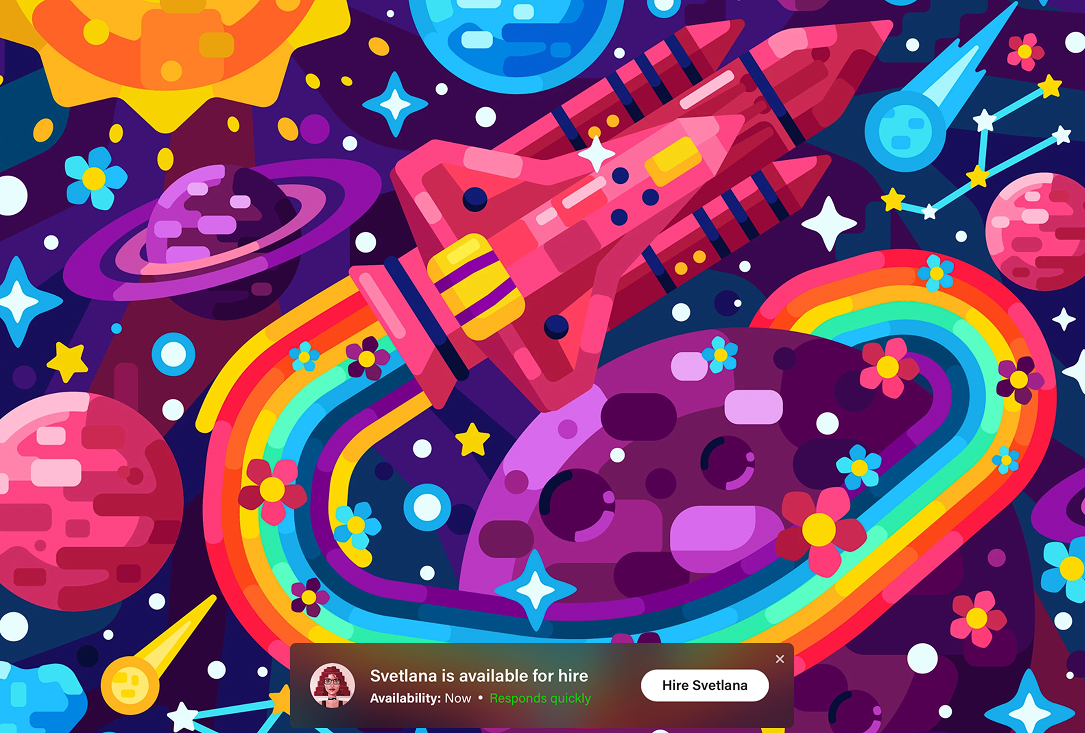 Svetlana is available for hire
Availability: Now • Responds quickly
Hire Svetlana